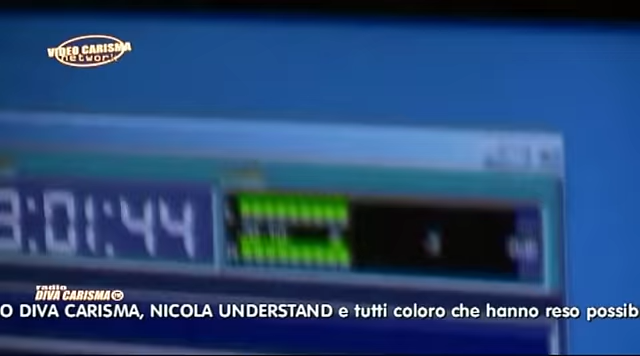 VIDEO CARISMA
network
3:01:44
radio
DIVA CARISMA TV
O DIVA CARISMA, NICOLA UNDERSTAND e tutti coloro che hanno reso possib